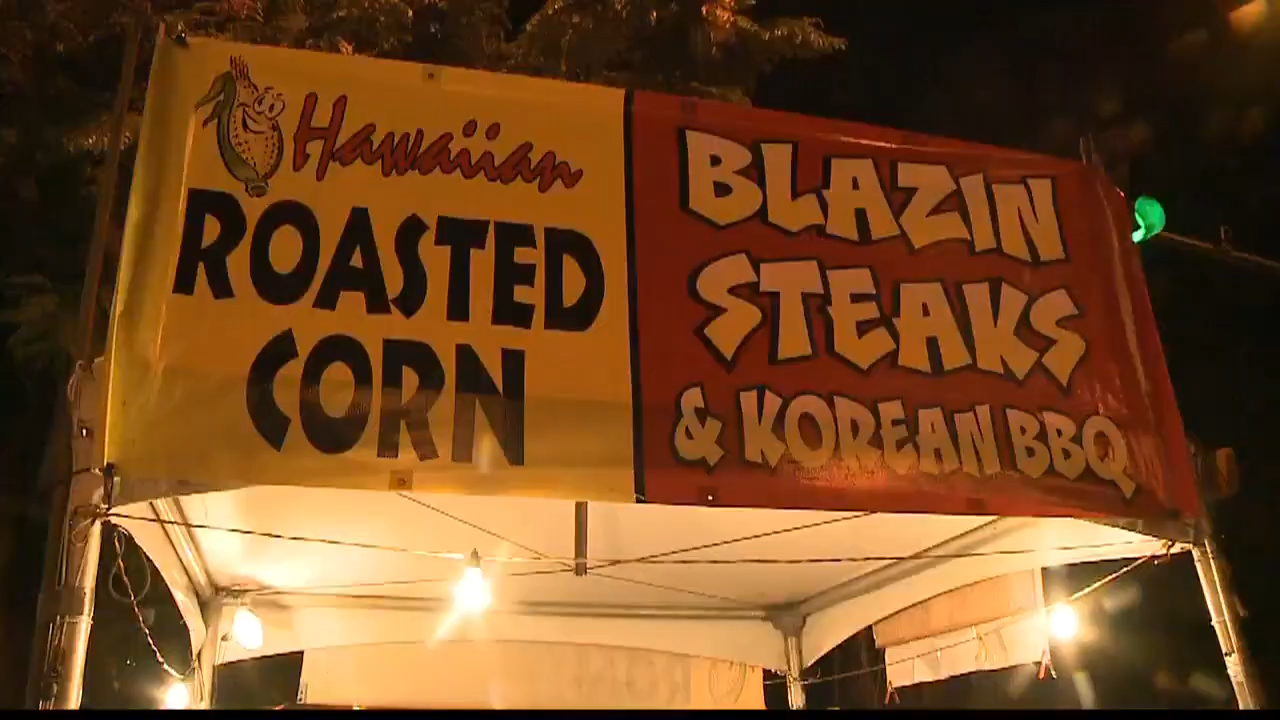 Hawaiian
ROASTED
CORN
BLAZIN
STEAKS
& KOREAN BBQ